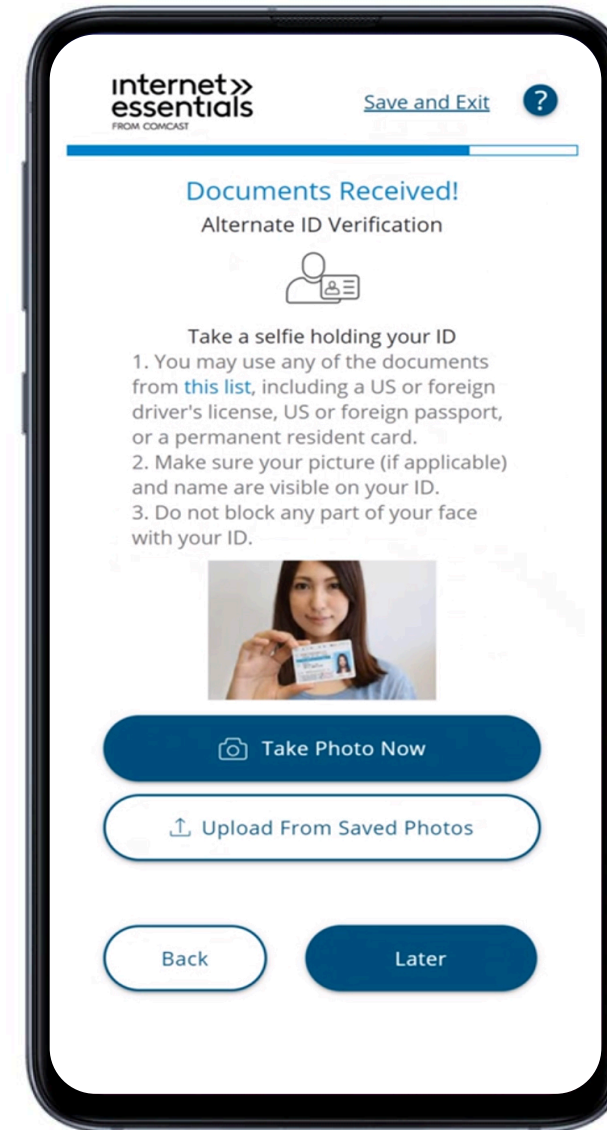 internet»
essentials
FROM COMCAST
Save and Exit
?
Documents Received!
Alternate ID Verification
Take a selfie holding your ID
1. You may use any of the documents
from this list, including a US or foreign
driver's license, US or foreign passport,
or a permanent resident card.
2. Make sure your picture (if applicable)
and name are visible on your ID.
3. Do not block any part of your face
with your ID.
Take Photo Now
Upload From Saved Photos
Back
Later